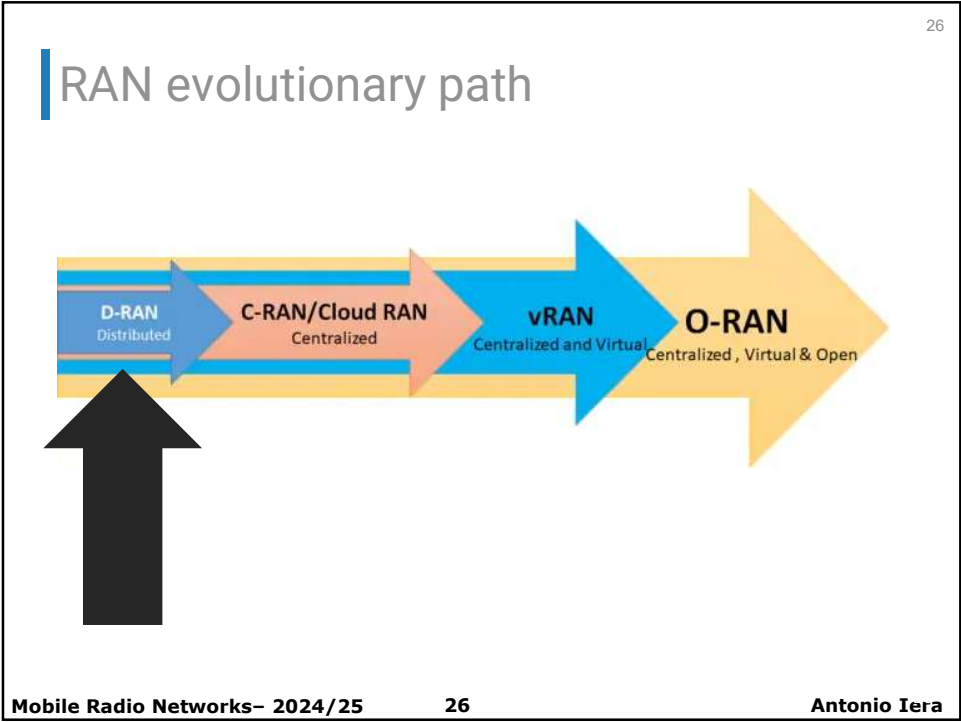 26
RAN evolutionary path
D-RAN
Distributed
C-RAN/Cloud RAN
Centralized
vRAN
Centralized and Virtual
O-RAN
Centralized , Virtual & Open
Mobile Radio Networks– 2024/25 26 Antonio Iera